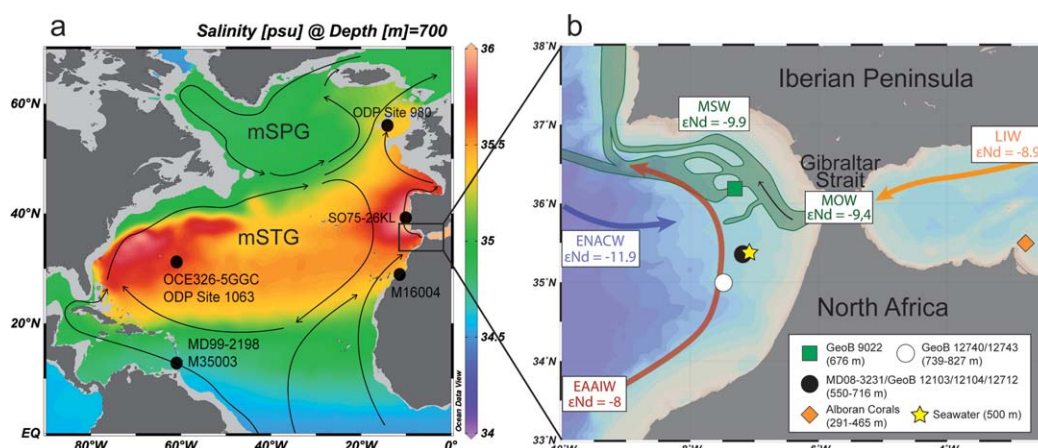 a
Salinity [psu] @ Depth [m]=700
60°N
40°N
20°N
EQ
80°W
60°W
40°W
20°W
0°
mSPG
ODP Site 980
SO75-26KL
mSTG
OCE326-5GGC
ODP Site 1063
M16004
MD99-2198
M35003
Ocean Data View
36
35.5
35
34.5
34
b
38°N
37°N
36°N
35°N
34°N
33°N
10°W
8°W
6°W
Iberian Peninsula
MSW
εNd = -9.9
LIW
εNd = -8.9
Gibraltar
Strait
MOW
εNd = -9,4
ENACW
εNd = -11.9
North Africa
EAAIW
εNd = -8
GeoB 9022
(676 m)
GeoB 12740/12743
(739-827 m)
MD08-3231/GeoB 12103/12104/12712
(550-716 m)
Alboran Corals
(291-465 m)
Seawater (500 m)